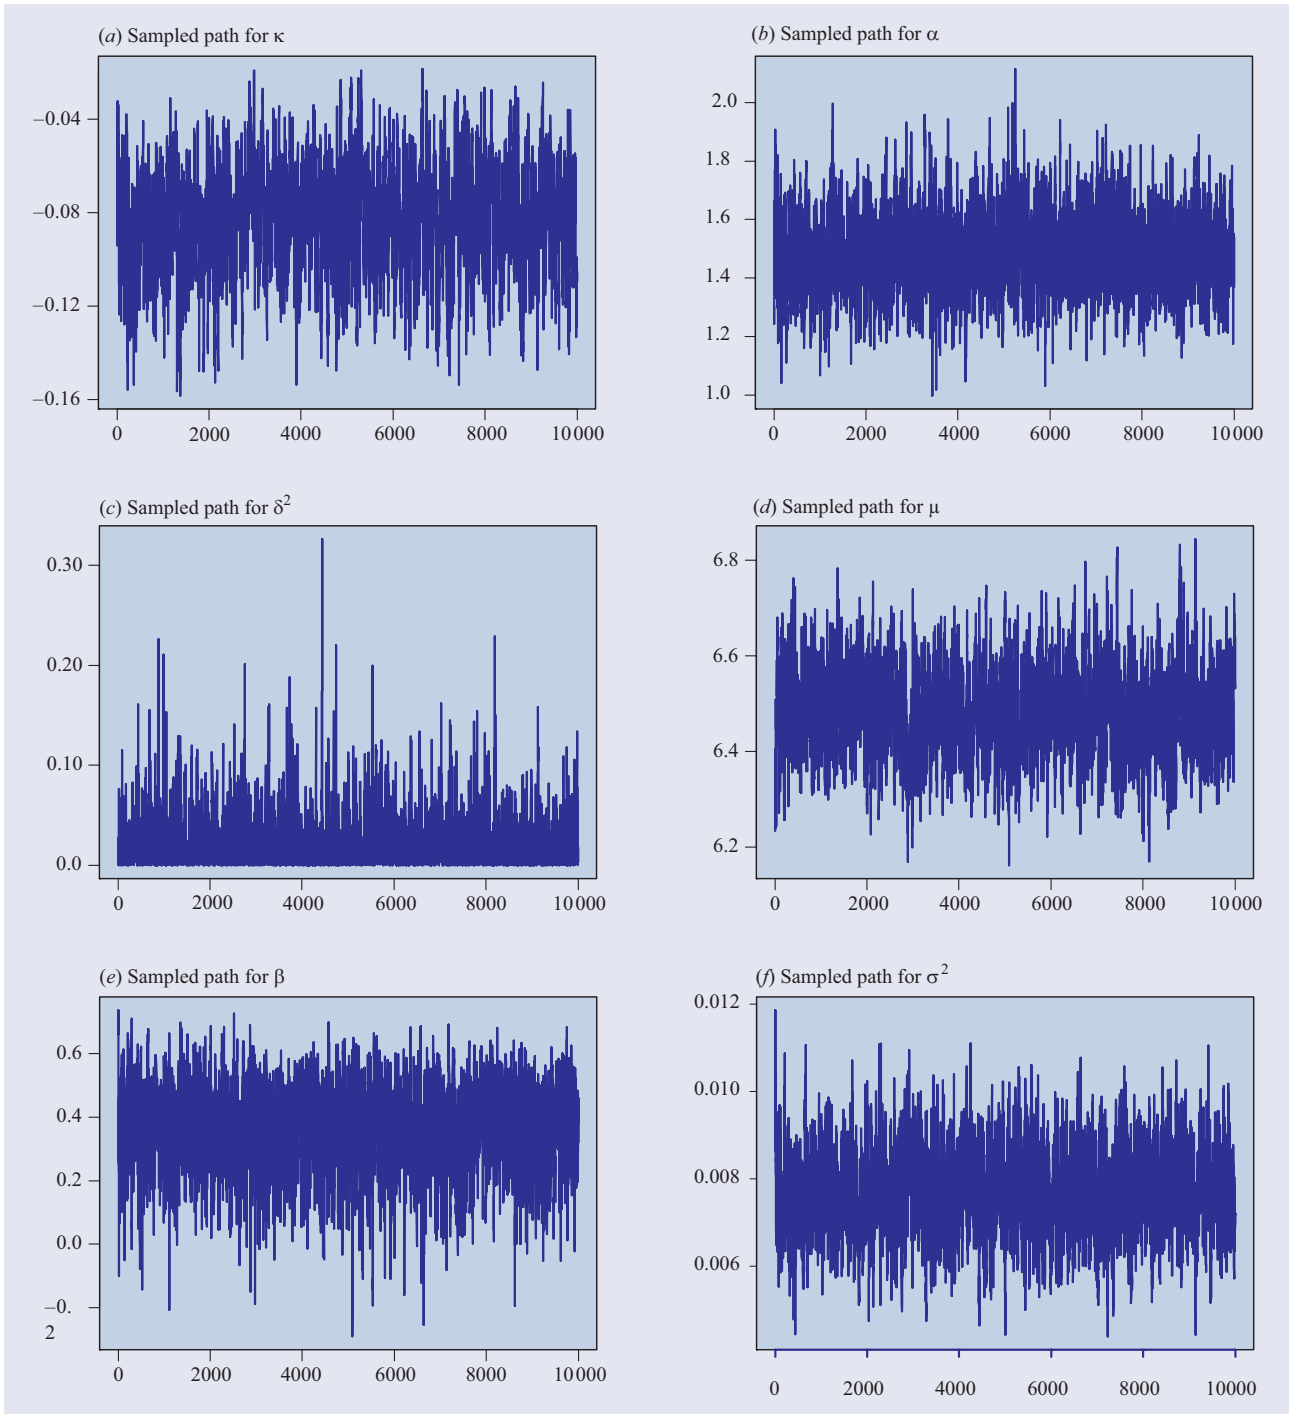 (a) Sampled path for κ
–0.04
–0.08
–0.12
–0.16
0 2000 4000 6000 8000 10000
(b) Sampled path for α
2.0
1.8
1.6
1.4
1.2
1.0
0 2000 4000 6000 8000 10000
(c) Sampled path for δ²
0.30
0.20
0.10
0.0
0 2000 4000 6000 8000 10000
(d) Sampled path for μ
6.8
6.6
6.4
6.2
0 2000 4000 6000 8000 10000
(e) Sampled path for β
0.6
0.4
0.2
0.0
–0.
2
0 2000 4000 6000 8000 10000
(f) Sampled path for σ²
0.012
0.010
0.008
0.006
0 2000 4000 6000 8000 10000